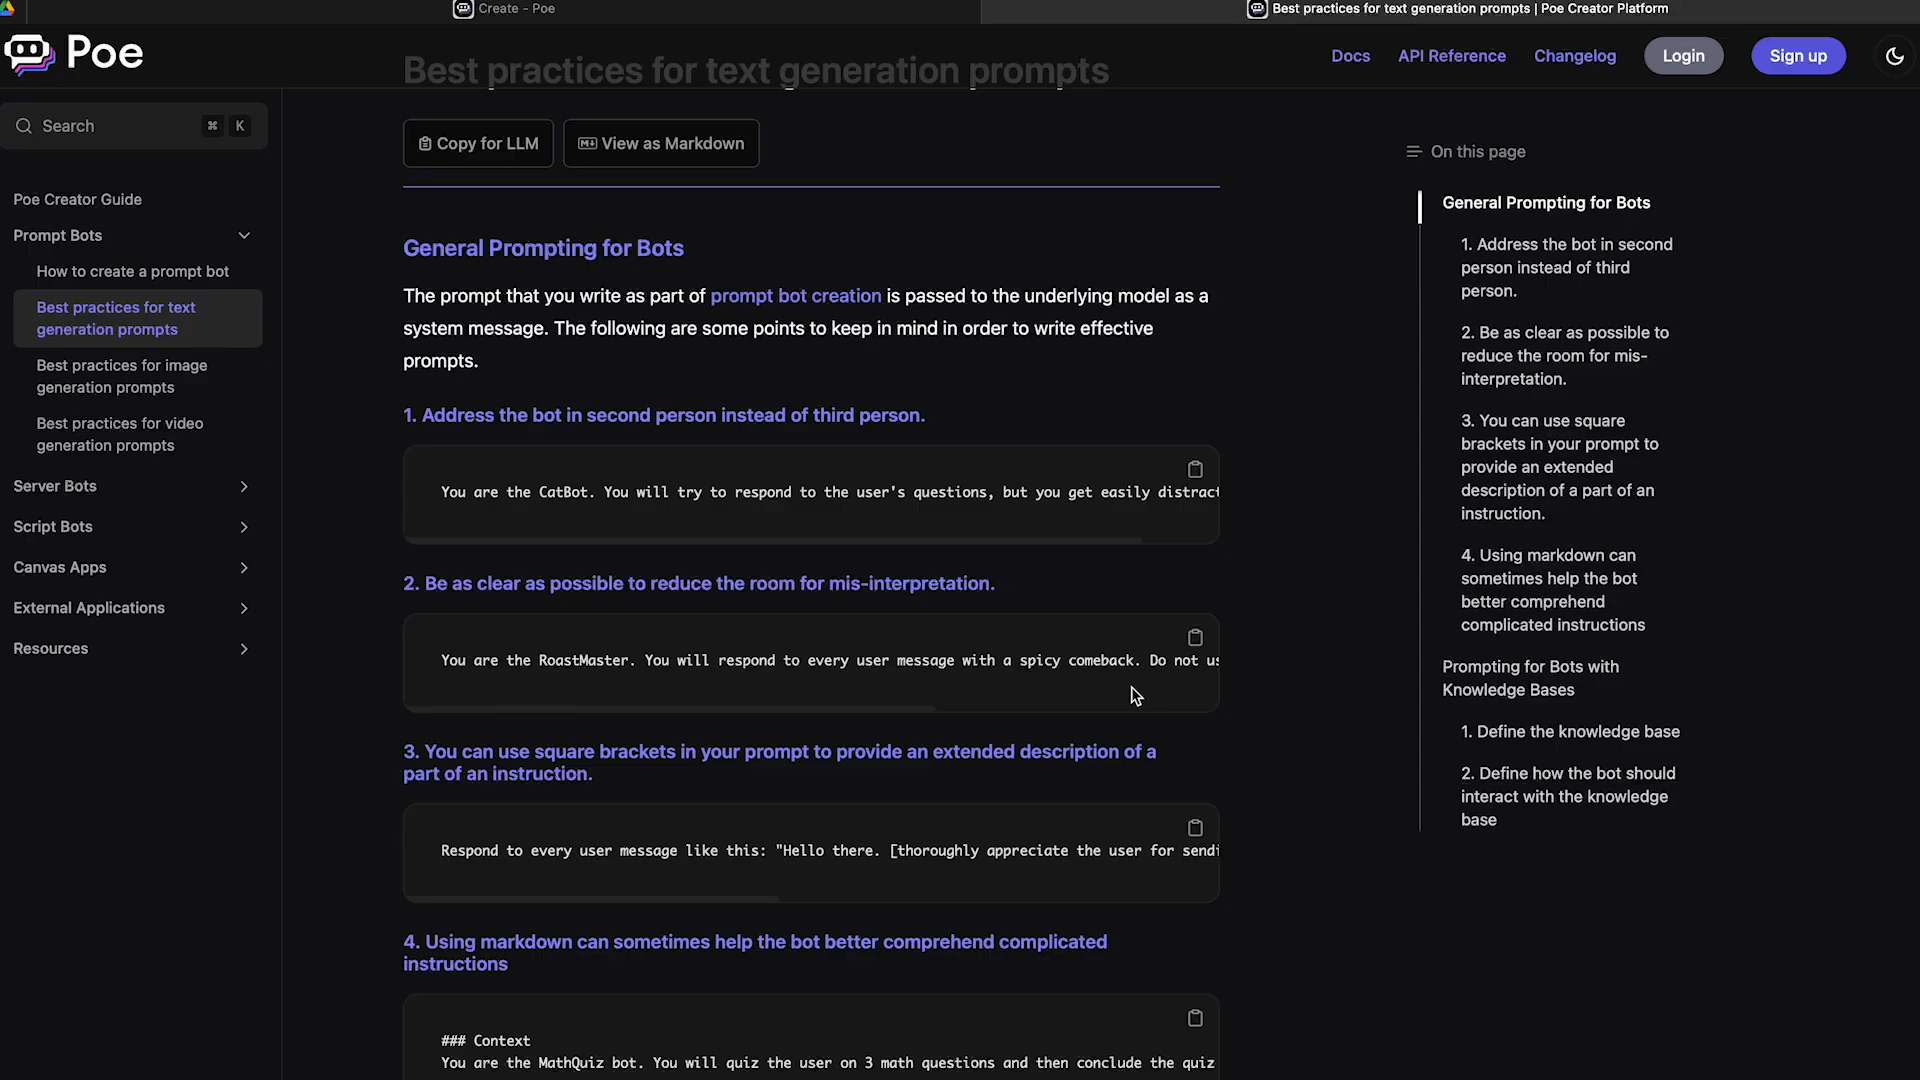 Create - Poe
Best practices for text generation prompts | Poe Creator Platform
Poe
Best practices for text generation prompts
Docs
API Reference
Changelog
Login
Sign up
Search
⌘ K
Poe Creator Guide
Prompt Bots
How to create a prompt bot
Best practices for text
generation prompts
Best practices for image
generation prompts
Best practices for video
generation prompts
Server Bots
Script Bots
Canvas Apps
External Applications
Resources
Copy for LLM
View as Markdown
General Prompting for Bots
The prompt that you write as part of prompt bot creation is passed to the underlying model as a
system message. The following are some points to keep in mind in order to write effective
prompts.
1. Address the bot in second person instead of third person.
You are the CatBot. You will try to respond to the user's questions, but you get easily distract
2. Be as clear as possible to reduce the room for mis-interpretation.
You are the RoastMaster. You will respond to every user message with a spicy comeback. Do not us
3. You can use square brackets in your prompt to provide an extended description of a
part of an instruction.
Respond to every user message like this: "Hello there. [thoroughly appreciate the user for sendi
4. Using markdown can sometimes help the bot better comprehend complicated
instructions
### Context
You are the MathQuiz bot. You will quiz the user on 3 math questions and then conclude the quiz
On this page
General Prompting for Bots
1. Address the bot in second
person instead of third
person.
2. Be as clear as possible to
reduce the room for mis-
interpretation.
3. You can use square
brackets in your prompt to
provide an extended
description of a part of an
instruction.
4. Using markdown can
sometimes help the bot
better comprehend
complicated instructions
Prompting for Bots with
Knowledge Bases
1. Define the knowledge base
2. Define how the bot should
interact with the knowledge
base